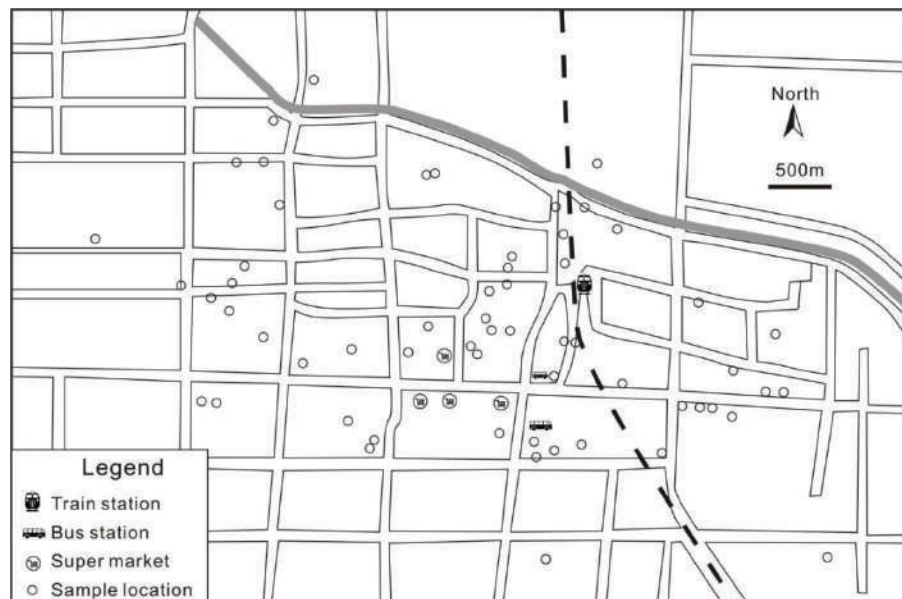 North
500m
Legend
Train station
Bus station
Super market
Sample location